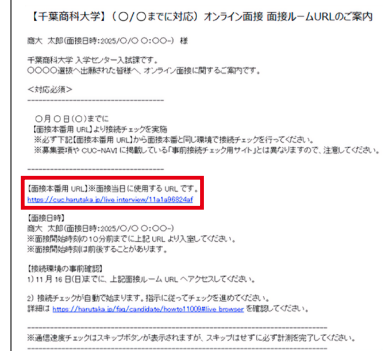 【千葉商科大学】(○/○までに対応) オンライン面接 面接ルームURLのご案内
商大 太郎(面接日時:2025/○/○ ○:○○-) 様
千葉商科大学 入学センター入試課です。
○○○○選抜へ出願された皆様へ、オンライン面接に関するご案内です。
<対応必須>
------------------------------------
○月○日(○)までに
【面接本番用 URL】より接続チェックを実施
※必ず下記【面接本番用 URL】から面接本番と同じ環境で接続チェックを行ってください。
※募集要項や CUC-NAVI に掲載している「事前接続チェック用サイト」とは異なりますので、注意してください。
------------------------------------
【面接本番用 URL】※面接当日に使用する URL です。
https://cuc.harutaka.jp/live_interview/11a1a96824af
【面接日時】
商大 太郎(面接日時:2025/○/○ ○:○○-)
※面接開始時刻の10分前までに上記 URL より入室してください。
※面接開始時刻は前後することがあります。
【接続環境の事前確認】
1) 11 月 16 日(日)までに、上記面接ルーム URL へアクセスしてください。
2) 接続チェックが自動で始まります。指示に従ってチェックを進めてください。
詳細は https://harutaka.jp/faq/candidate/howto11009#live_browser を確認してください。
------------------------------------
※通信速度チェックはスキップボタンが表示されますが、スキップはせずに必ず計測を完了してください。
------------------------------------